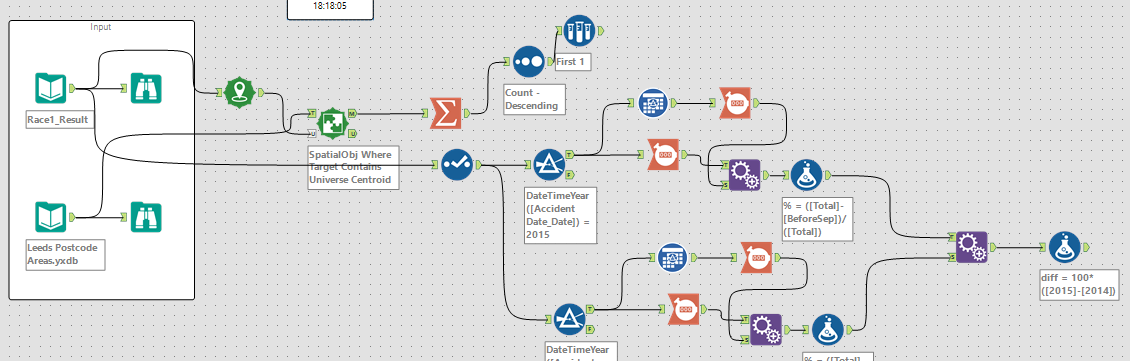 18:18:05
Input
First 1
Race1_Result
Count -
Descending
SpatialObj Where
Target Contains
Universe Centroid
DateTimeYear
([Accident
Date_Date]) =
2015
% = ([Total]-
[BeforeSep])/
([Total])
Leeds Postcode
Areas.yxdb
diff = 100*
([2015]-[2014])
DateTimeYear
([Accident
% = ([Total]